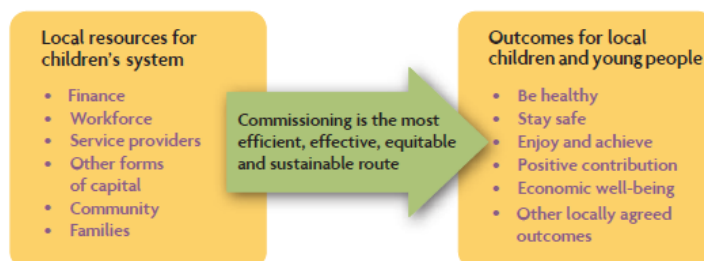 Local resources for
children's system
• Finance
• Workforce
• Service providers
• Other forms
of capital
• Community
• Families
Commissioning is the most
efficient, effective, equitable
and sustainable route
Outcomes for local
children and young people
• Be healthy
• Stay safe
• Enjoy and achieve
• Positive contribution
• Economic well-being
• Other locally agreed
outcomes